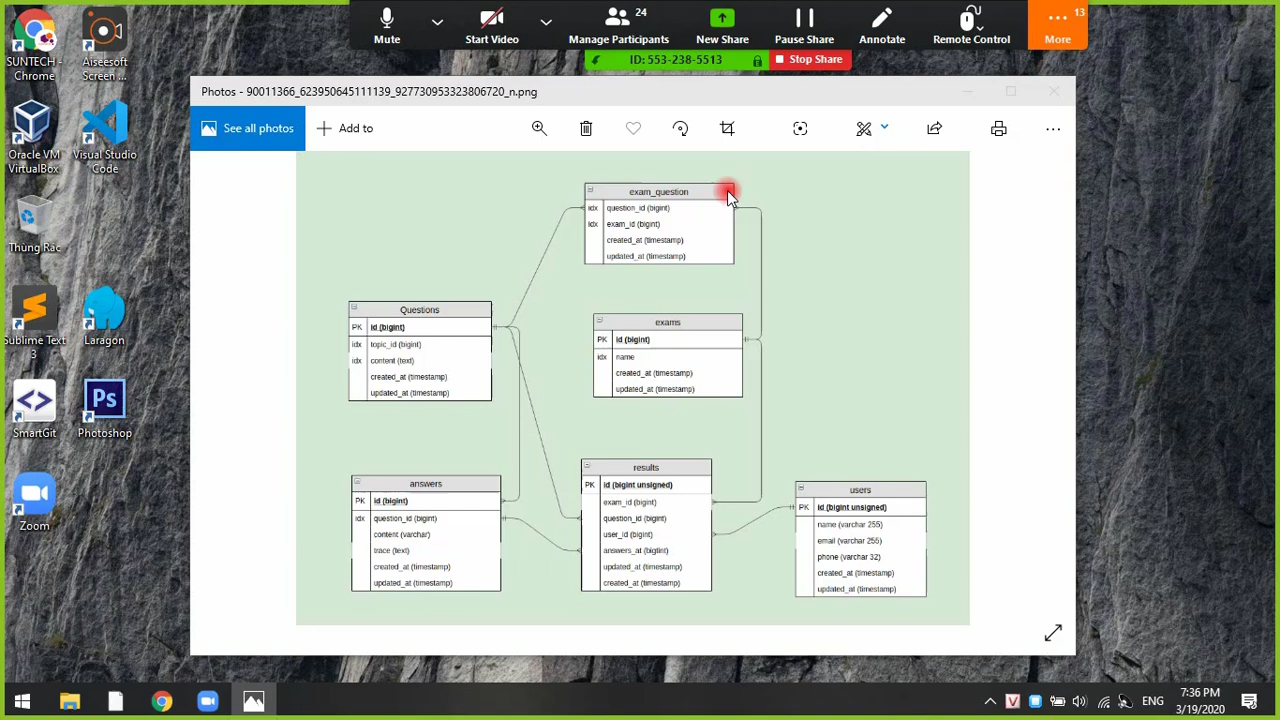 SUNTECH -
Chrome
Aiseesoft
Screen ...
Oracle VM
VirtualBox
Visual Studio
Code
Thùng Rác
Sublime Text
3
Laragon
SmartGit
Ps
Photoshop
Zoom
Mute
Start Video
24
Manage Participants
New Share
Pause Share
Annotate
Remote Control
13
More
ID: 553-238-5513
Stop Share
Photos - 90011366_623950645111139_927730953323806720_n.png
See all photos
Add to
exam_question
idx question_id (bigint)
idx exam_id (bigint)
created_at (timestamp)
updated_at (timestamp)
Questions
PK id (bigint)
idx topic_id (bigint)
idx content (text)
created_at (timestamp)
updated_at (timestamp)
exams
PK id (bigint)
idx name
created_at (timestamp)
updated_at (timestamp)
answers
PK id (bigint)
idx question_id (bigint)
content (varchar)
trace (text)
created_at (timestamp)
updated_at (timestamp)
results
PK id (bigint unsigned)
exam_id (bigint)
question_id (bigint)
user_id (bigint)
answers_at (bigtint)
updated_at (timestamp)
created_at (timestamp)
users
PK id (bigint unsigned)
name (varchar 255)
email (varchar 255)
phone (varchar 32)
created_at (timestamp)
updated_at (timestamp)
V
ENG
7:36 PM
3/19/2020